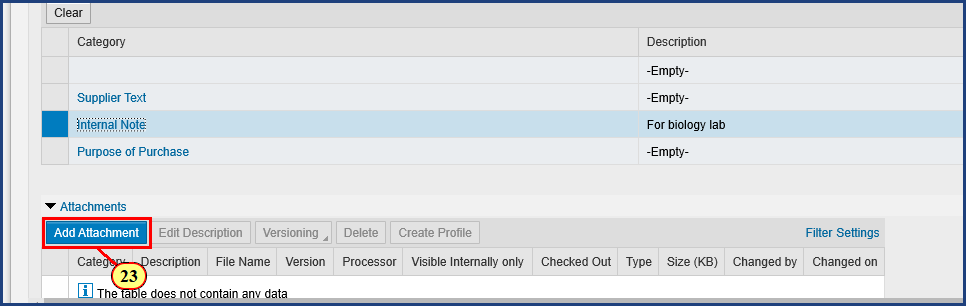 Clear
Category Description
-Empty-
Supplier Text -Empty-
Internal Note For biology lab
Purpose of Purchase -Empty-
Attachments
Add Attachment Edit Description Versioning Delete Create Profile Filter Settings
Category Description File Name Version Processor Visible Internally only Checked Out Type Size (KB) Changed by Changed on
23
i The table does not contain any data